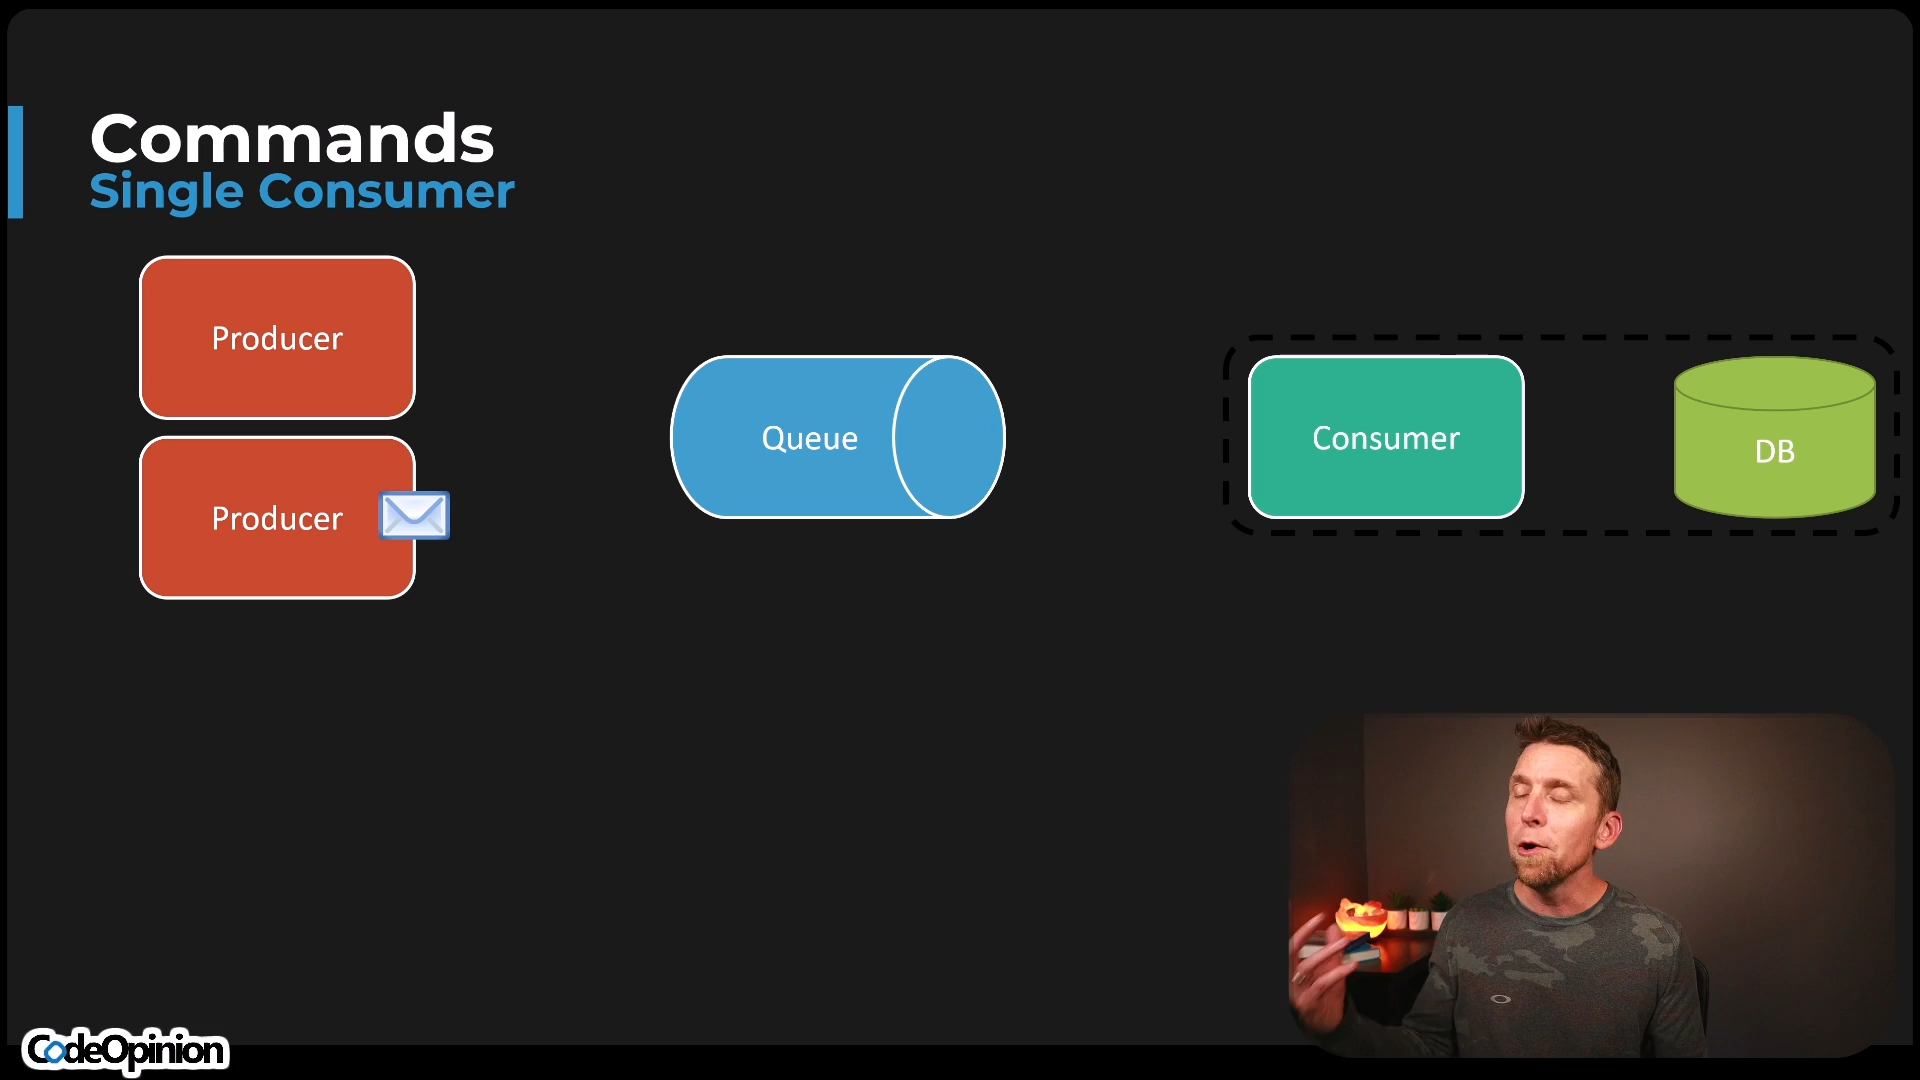 Commands
Single Consumer
Producer
Producer
Queue
Consumer
DB
CodeOpinion